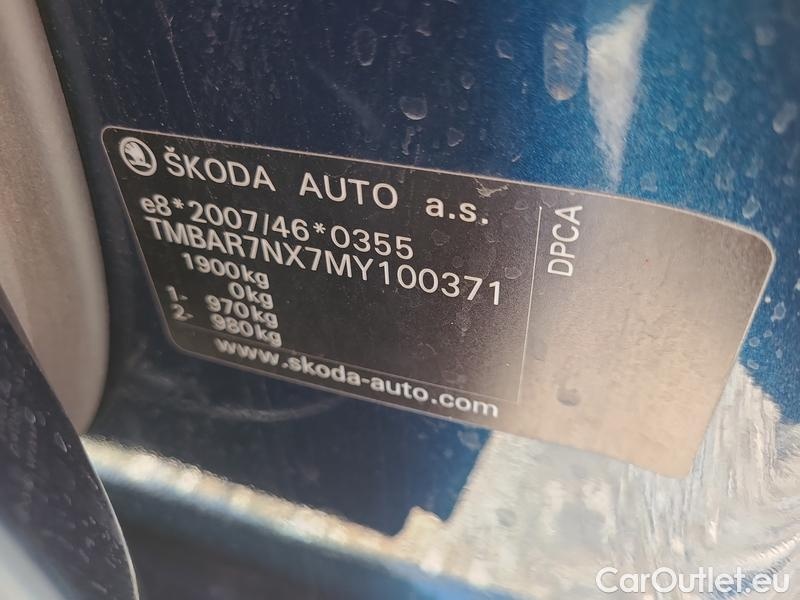 ŠKODA AUTO a.s.
e8*2007/46*0355
TMBAR7NX7MY100371
1900kg
0kg
1.- 970kg
2.- 980kg
www.skoda-auto.com
DPCA
CarOutlet.eu